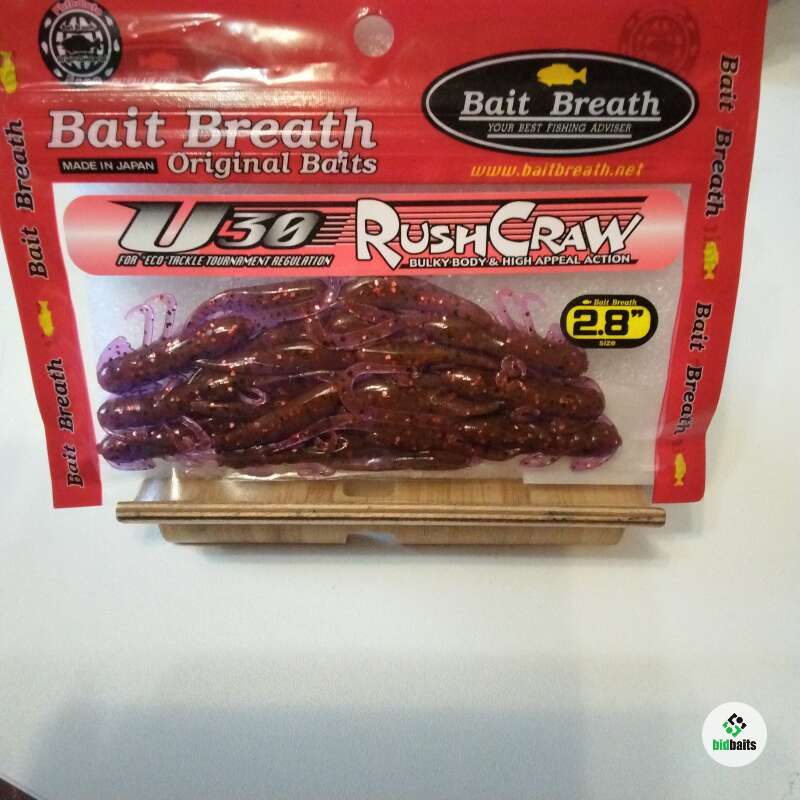 Bait Breath
MADE IN JAPAN Original Baits
Bait Breath
YOUR BEST FISHING ADVISER
www.baitbreath.net
U30 RUSHCRAW
FOR "ECO" TACKLE TOURNAMENT REGULATION BULKY BODY & HIGH APPEAL ACTION
Bait Breath
2.8"
size
Bait Breath
Bait Breath
Bait Breath
Bait Breath
bidbaits